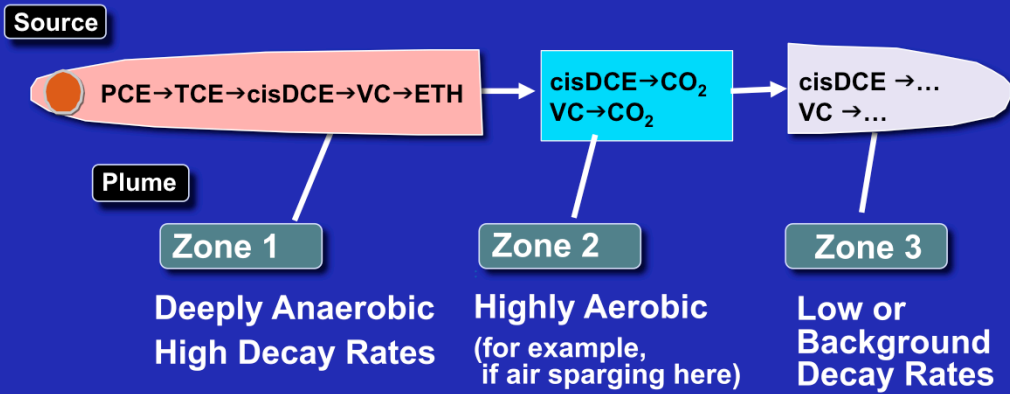 Source
PCE→TCE→cisDCE→VC→ETH
cisDCE→CO₂
VC→CO₂
cisDCE →...
VC →...
Plume
Zone 1
Zone 2
Zone 3
Deeply Anaerobic
High Decay Rates
Highly Aerobic
(for example,
if air sparging here)
Low or
Background
Decay Rates